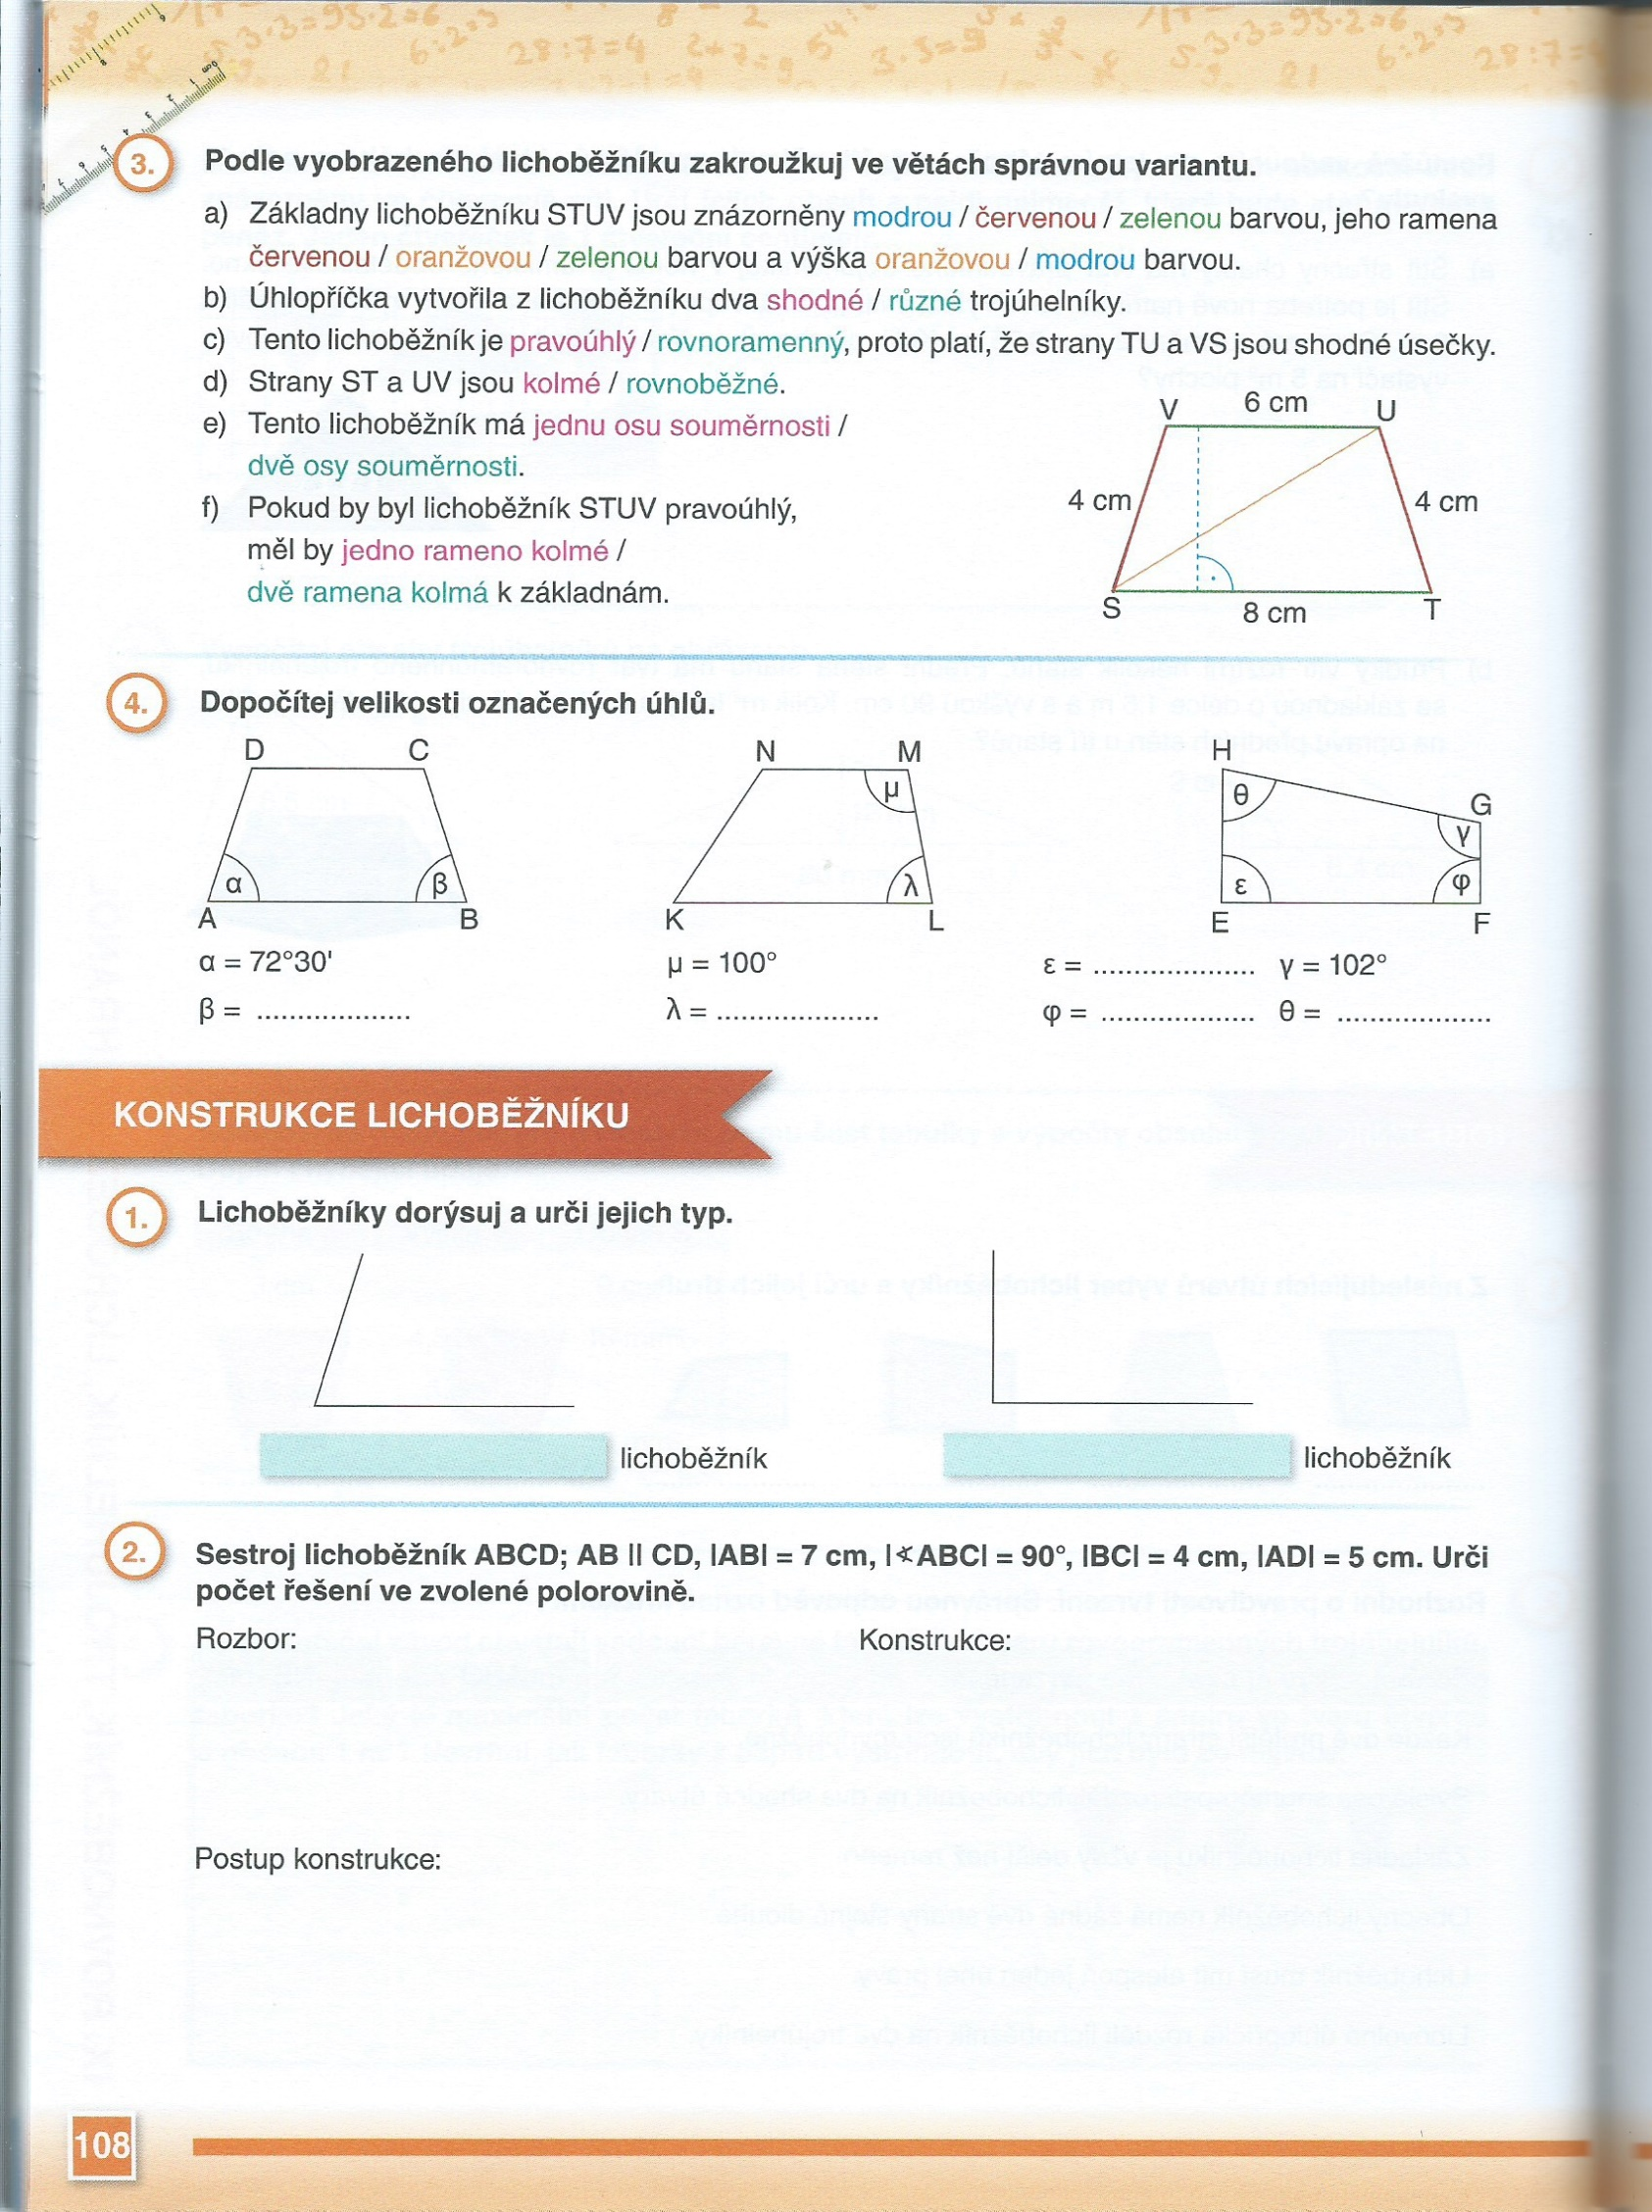 3. Podle vyobrazeného lichoběžníku zakroužkuj ve větách správnou variantu.
a) Základny lichoběžníku STUV jsou znázorněny modrou / červenou / zelenou barvou, jeho ramena
červenou / oranžovou / zelenou barvou a výška oranžovou / modrou barvou.
b) Úhlopříčka vytvořila z lichoběžníku dva shodné / různé trojúhelníky.
c) Tento lichoběžník je pravoúhlý / rovnoramenný, proto platí, že strany TU a VS jsou shodné úsečky.
d) Strany ST a UV jsou kolmé / rovnoběžné.
e) Tento lichoběžník má jednu osu souměrnosti /
dvě osy souměrnosti.
f) Pokud by byl lichoběžník STUV pravoúhlý,
měl by jedno rameno kolmé /
dvě ramena kolmá k základnám.
V 6 cm U
4 cm 4 cm
S 8 cm T
4. Dopočítej velikosti označených úhlů.
D C N M H
μ θ G
γ
α β λ ε φ
A B K L E F
α = 72°30' μ = 100° ε = .................... γ = 102°
β = ................... λ = .................... φ = ................... θ = ...................
KONSTRUKCE LICHOBĚŽNÍKU
1. Lichoběžníky dorýsuj a urči jejich typ.
lichoběžník lichoběžník
2. Sestroj lichoběžník ABCD; AB || CD, |AB| = 7 cm, |∢ABC| = 90°, |BC| = 4 cm, |AD| = 5 cm. Urči
počet řešení ve zvolené polorovině.
Rozbor: Konstrukce:
Postup konstrukce:
108